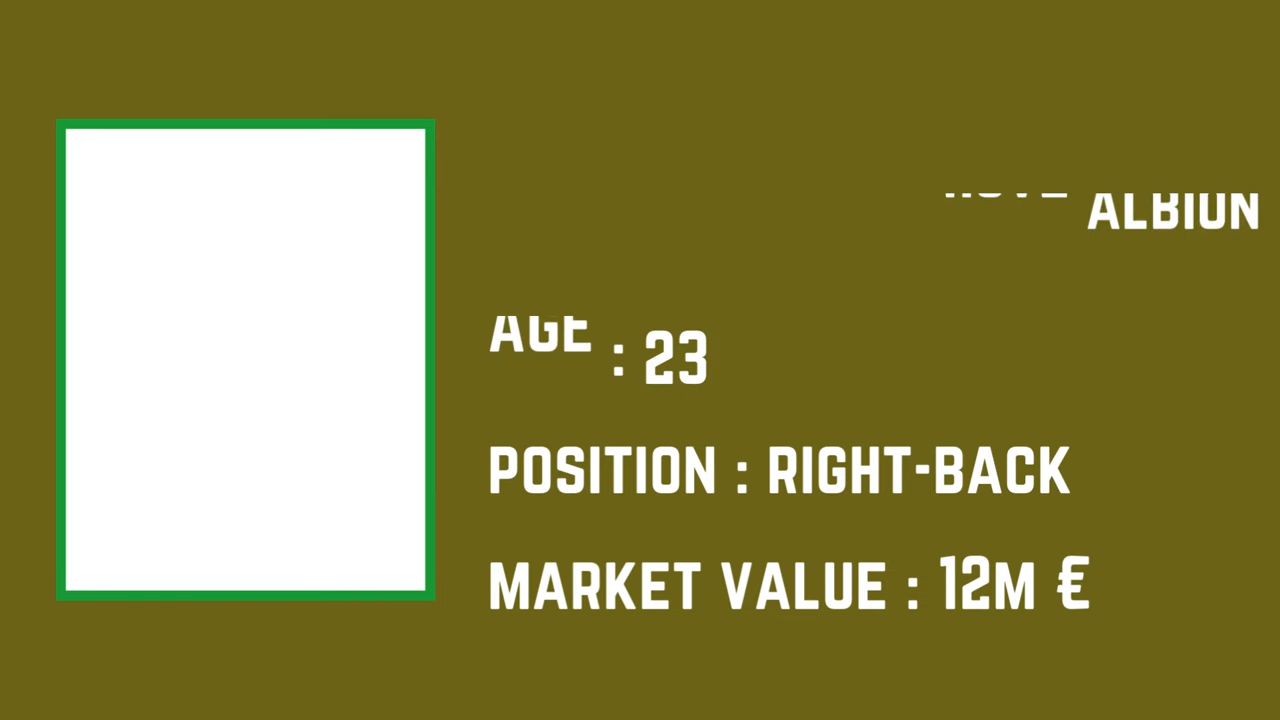 ALBION
AGE : 23
POSITION : RIGHT-BACK
MARKET VALUE : 12M €